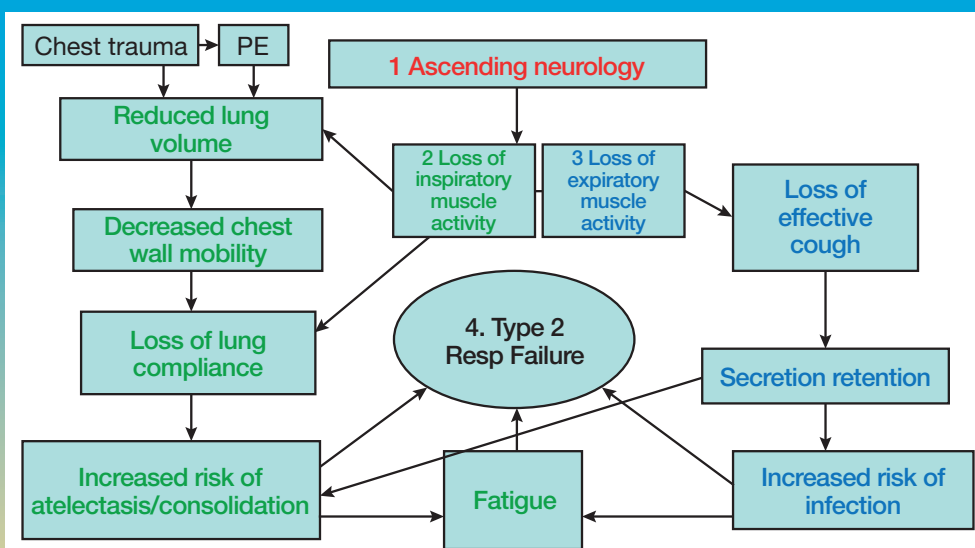 Chest trauma
PE
1 Ascending neurology
Reduced lung
volume
2 Loss of
inspiratory
muscle
activity
3 Loss of
expiratory
muscle
activity
Loss of
effective
cough
Decreased chest
wall mobility
Loss of lung
compliance
4. Type 2
Resp Failure
Secretion retention
Increased risk of
atelectasis/consolidation
Fatigue
Increased risk of
infection